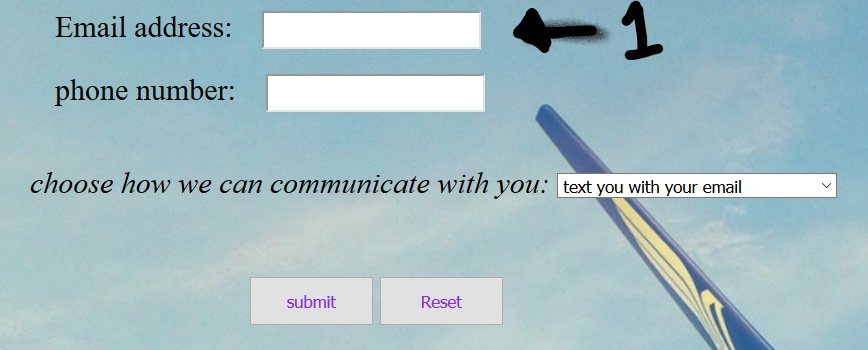 Email address: 1
phone number:
choose how we can communicate with you: text you with your email
submit Reset